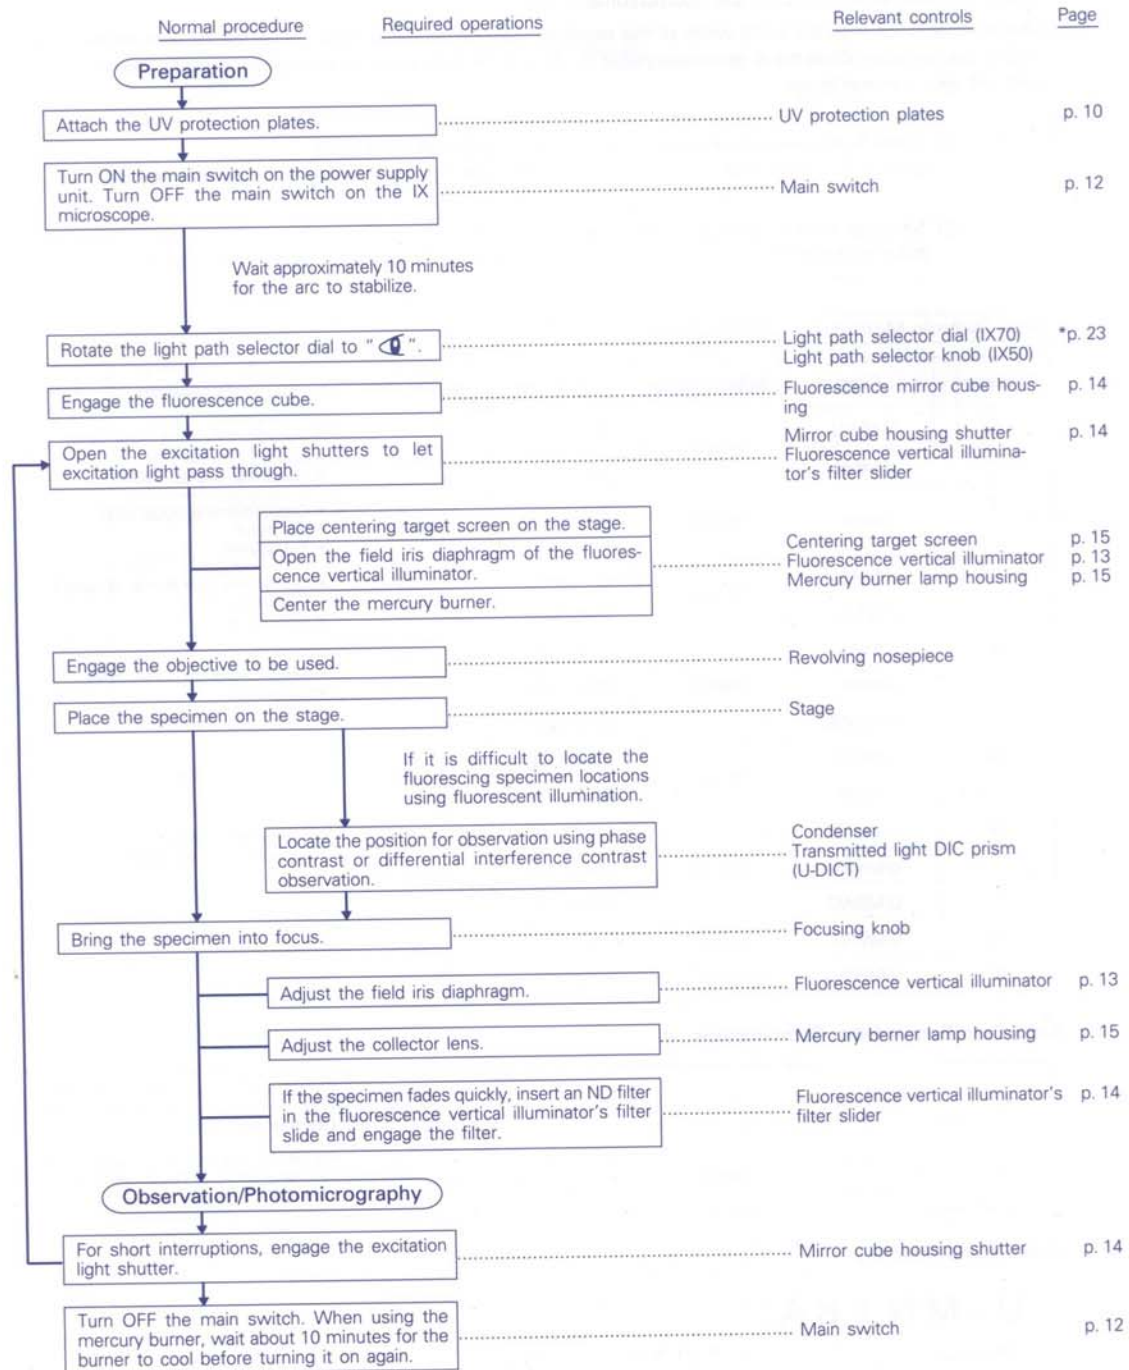 Normal procedure Required operations Relevant controls Page
Preparation
Attach the UV protection plates. UV protection plates p. 10
Turn ON the main switch on the power supply
unit. Turn OFF the main switch on the IX
microscope.
Main switch p. 12
Wait approximately 10 minutes
for the arc to stabilize.
Rotate the light path selector dial to " ".
Light path selector dial (IX70) *p. 23
Light path selector knob (IX50)
Engage the fluorescence cube.
Fluorescence mirror cube hous- p. 14
ing
Open the excitation light shutters to let
excitation light pass through.
Mirror cube housing shutter p. 14
Fluorescence vertical illumina-
tor's filter slider
Place centering target screen on the stage.
Open the field iris diaphragm of the fluores-
cence vertical illuminator.
Center the mercury burner.
Centering target screen p. 15
Fluorescence vertical illuminator p. 13
Mercury burner lamp housing p. 15
Engage the objective to be used. Revolving nosepiece
Place the specimen on the stage. Stage
If it is difficult to locate the
fluorescing specimen locations
using fluorescent illumination.
Locate the position for observation using phase
contrast or differential interference contrast
observation.
Condenser
Transmitted light DIC prism
(U-DICT)
Bring the specimen into focus. Focusing knob
Adjust the field iris diaphragm. Fluorescence vertical illuminator p. 13
Adjust the collector lens. Mercury berner lamp housing p. 15
If the specimen fades quickly, insert an ND filter
in the fluorescence vertical illuminator's filter
slide and engage the filter.
Fluorescence vertical illuminator's p. 14
filter slider
Observation/Photomicrography
For short interruptions, engage the excitation
light shutter.
Mirror cube housing shutter p. 14
Turn OFF the main switch. When using the
mercury burner, wait about 10 minutes for the
burner to cool before turning it on again.
Main switch p. 12